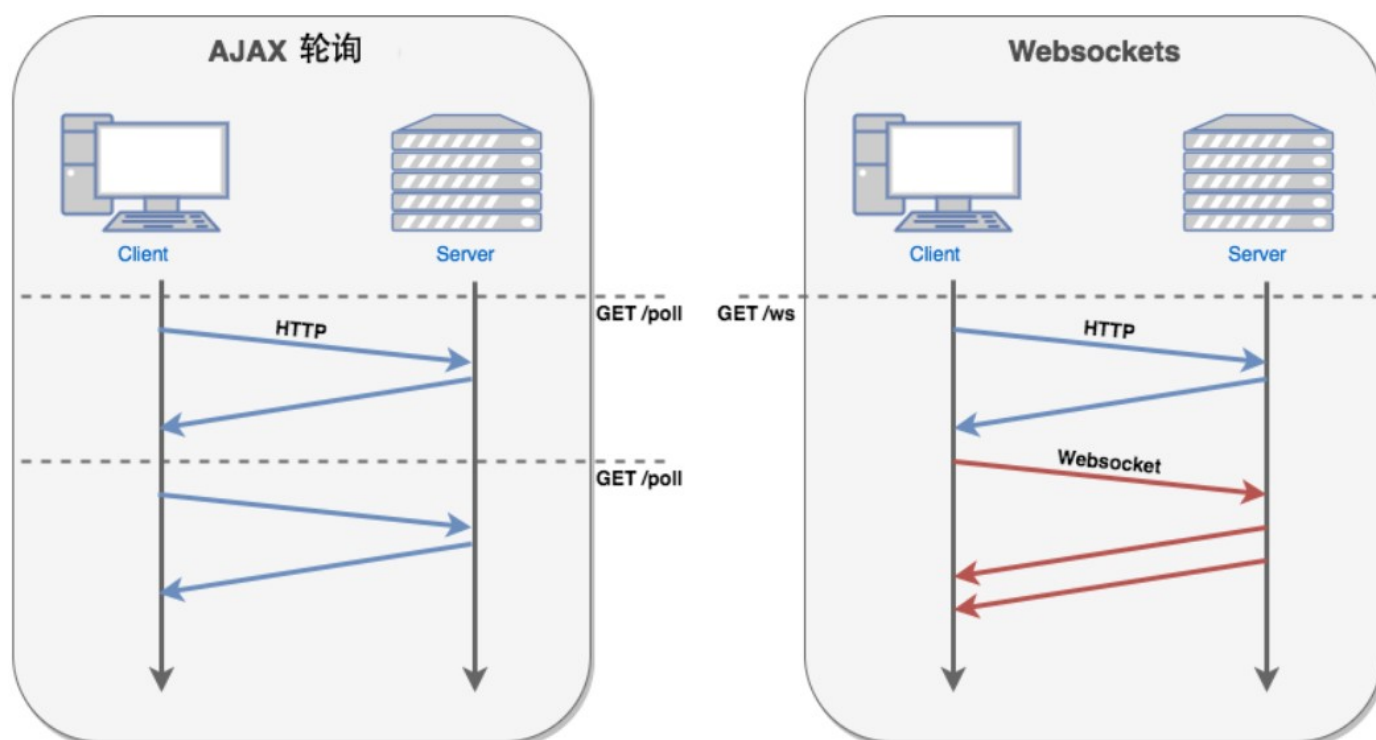 AJAX 轮询
Client
Server
GET /poll
HTTP
GET /poll
Websockets
Client
Server
GET /ws
HTTP
Websocket